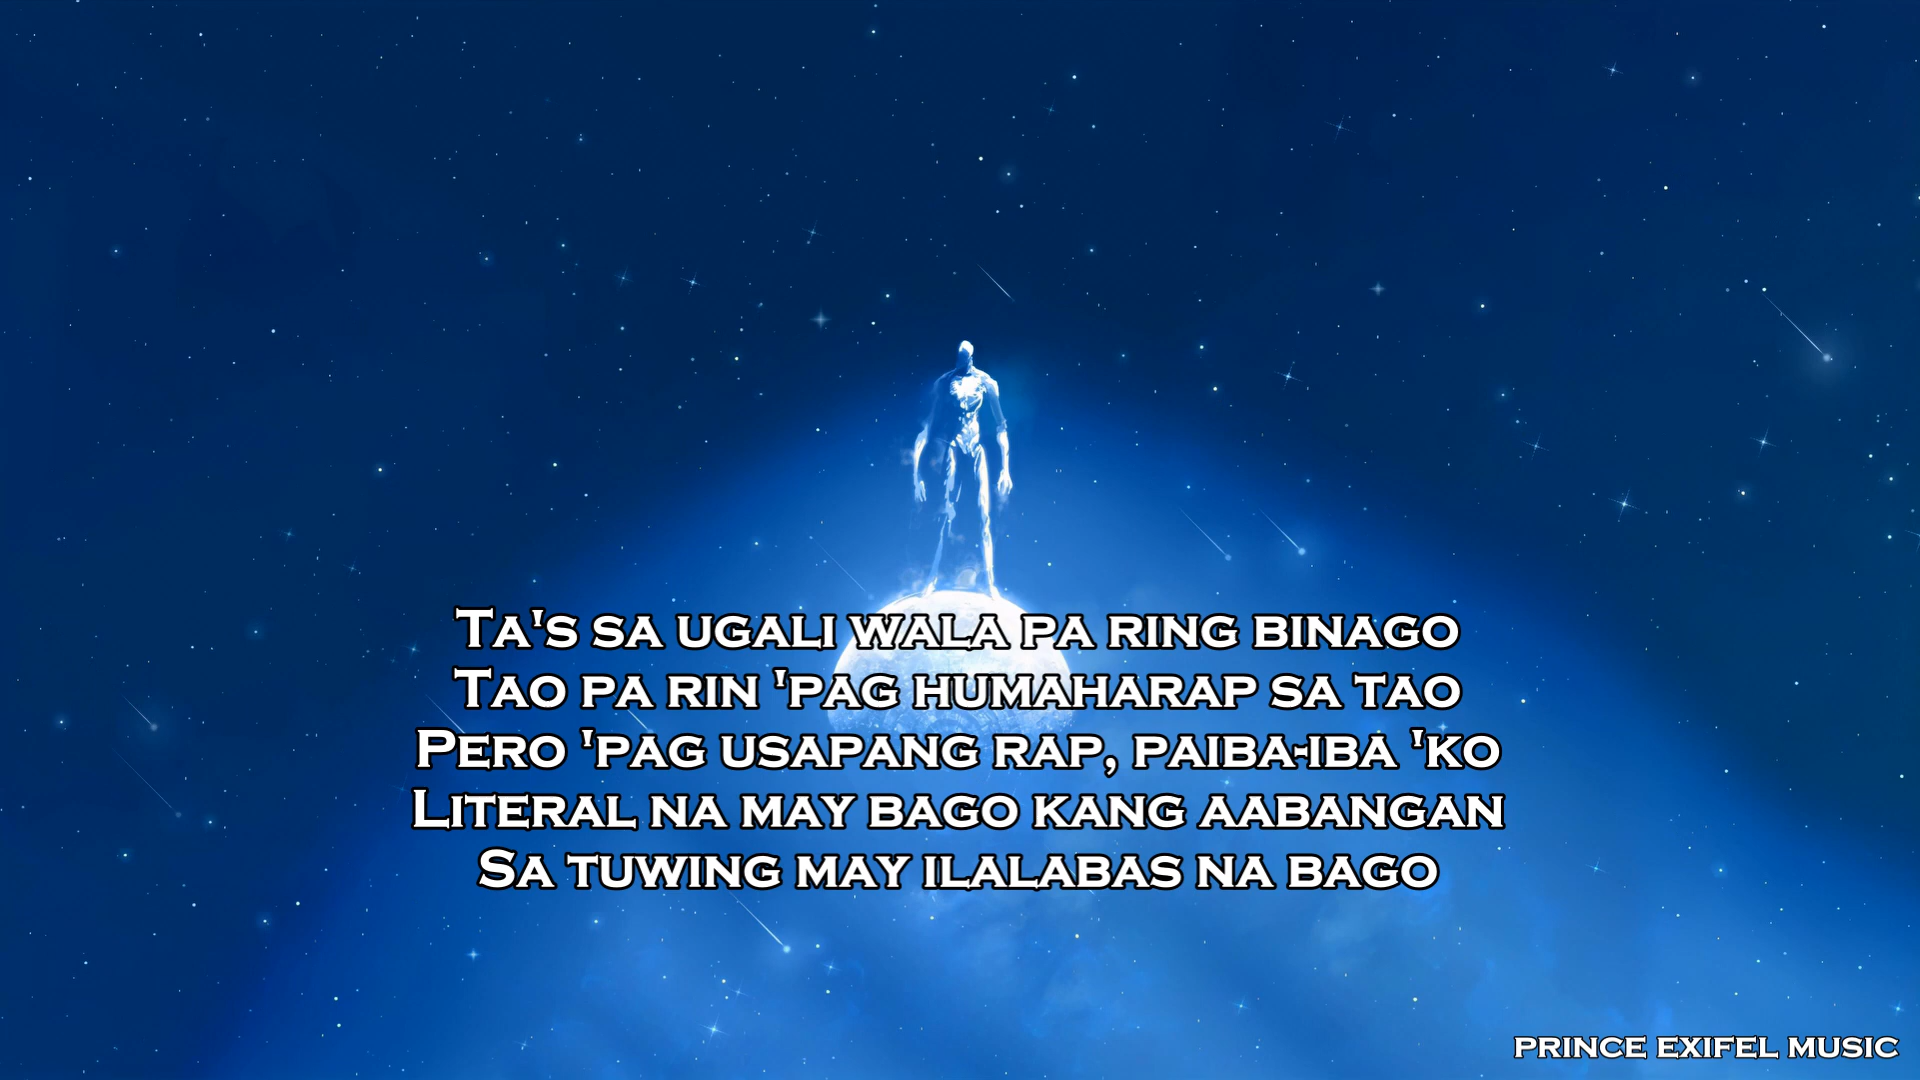 Ta's sa ugali wala pa ring binago
Tao pa rin 'pag humaharap sa tao
Pero 'pag usapang rap, paiba-iba 'ko
Literal na may bago kang aabangan
Sa tuwing may ilalabas na bago
PRINCE EXIFEL MUSIC